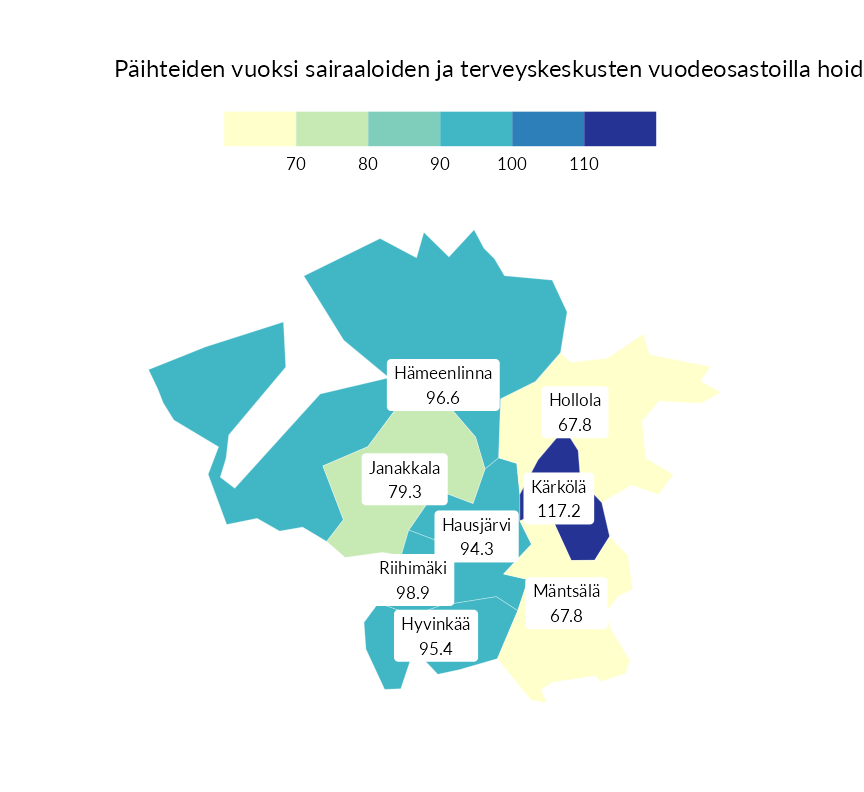 Päihteiden vuoksi sairaaloiden ja terveyskeskusten vuodeosastoilla hoid
70 80 90 100 110
Hämeenlinna
96.6
Hollola
67.8
Janakkala
79.3
Kärkölä
117.2
Hausjärvi
94.3
Riihimäki
98.9
Mäntsälä
67.8
Hyvinkää
95.4